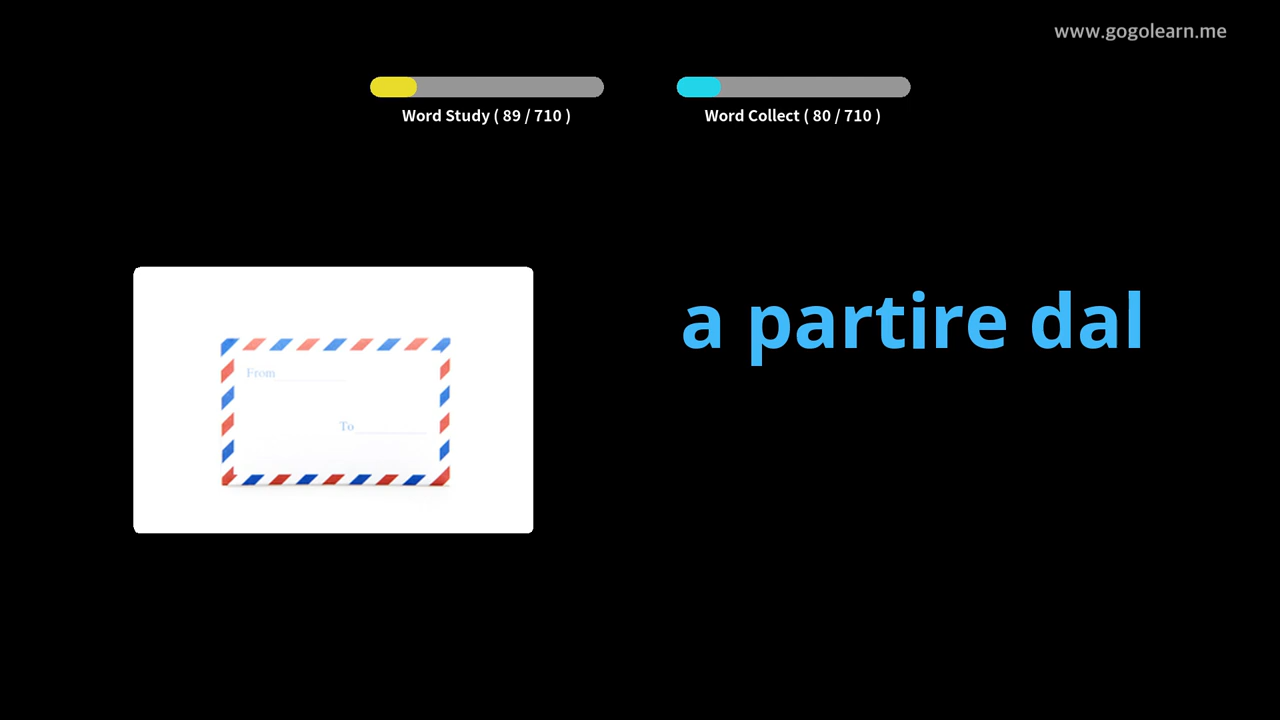 www.gogolearn.me
Word Study ( 89 / 710 )
Word Collect ( 80 / 710 )
a partire dal
From
To